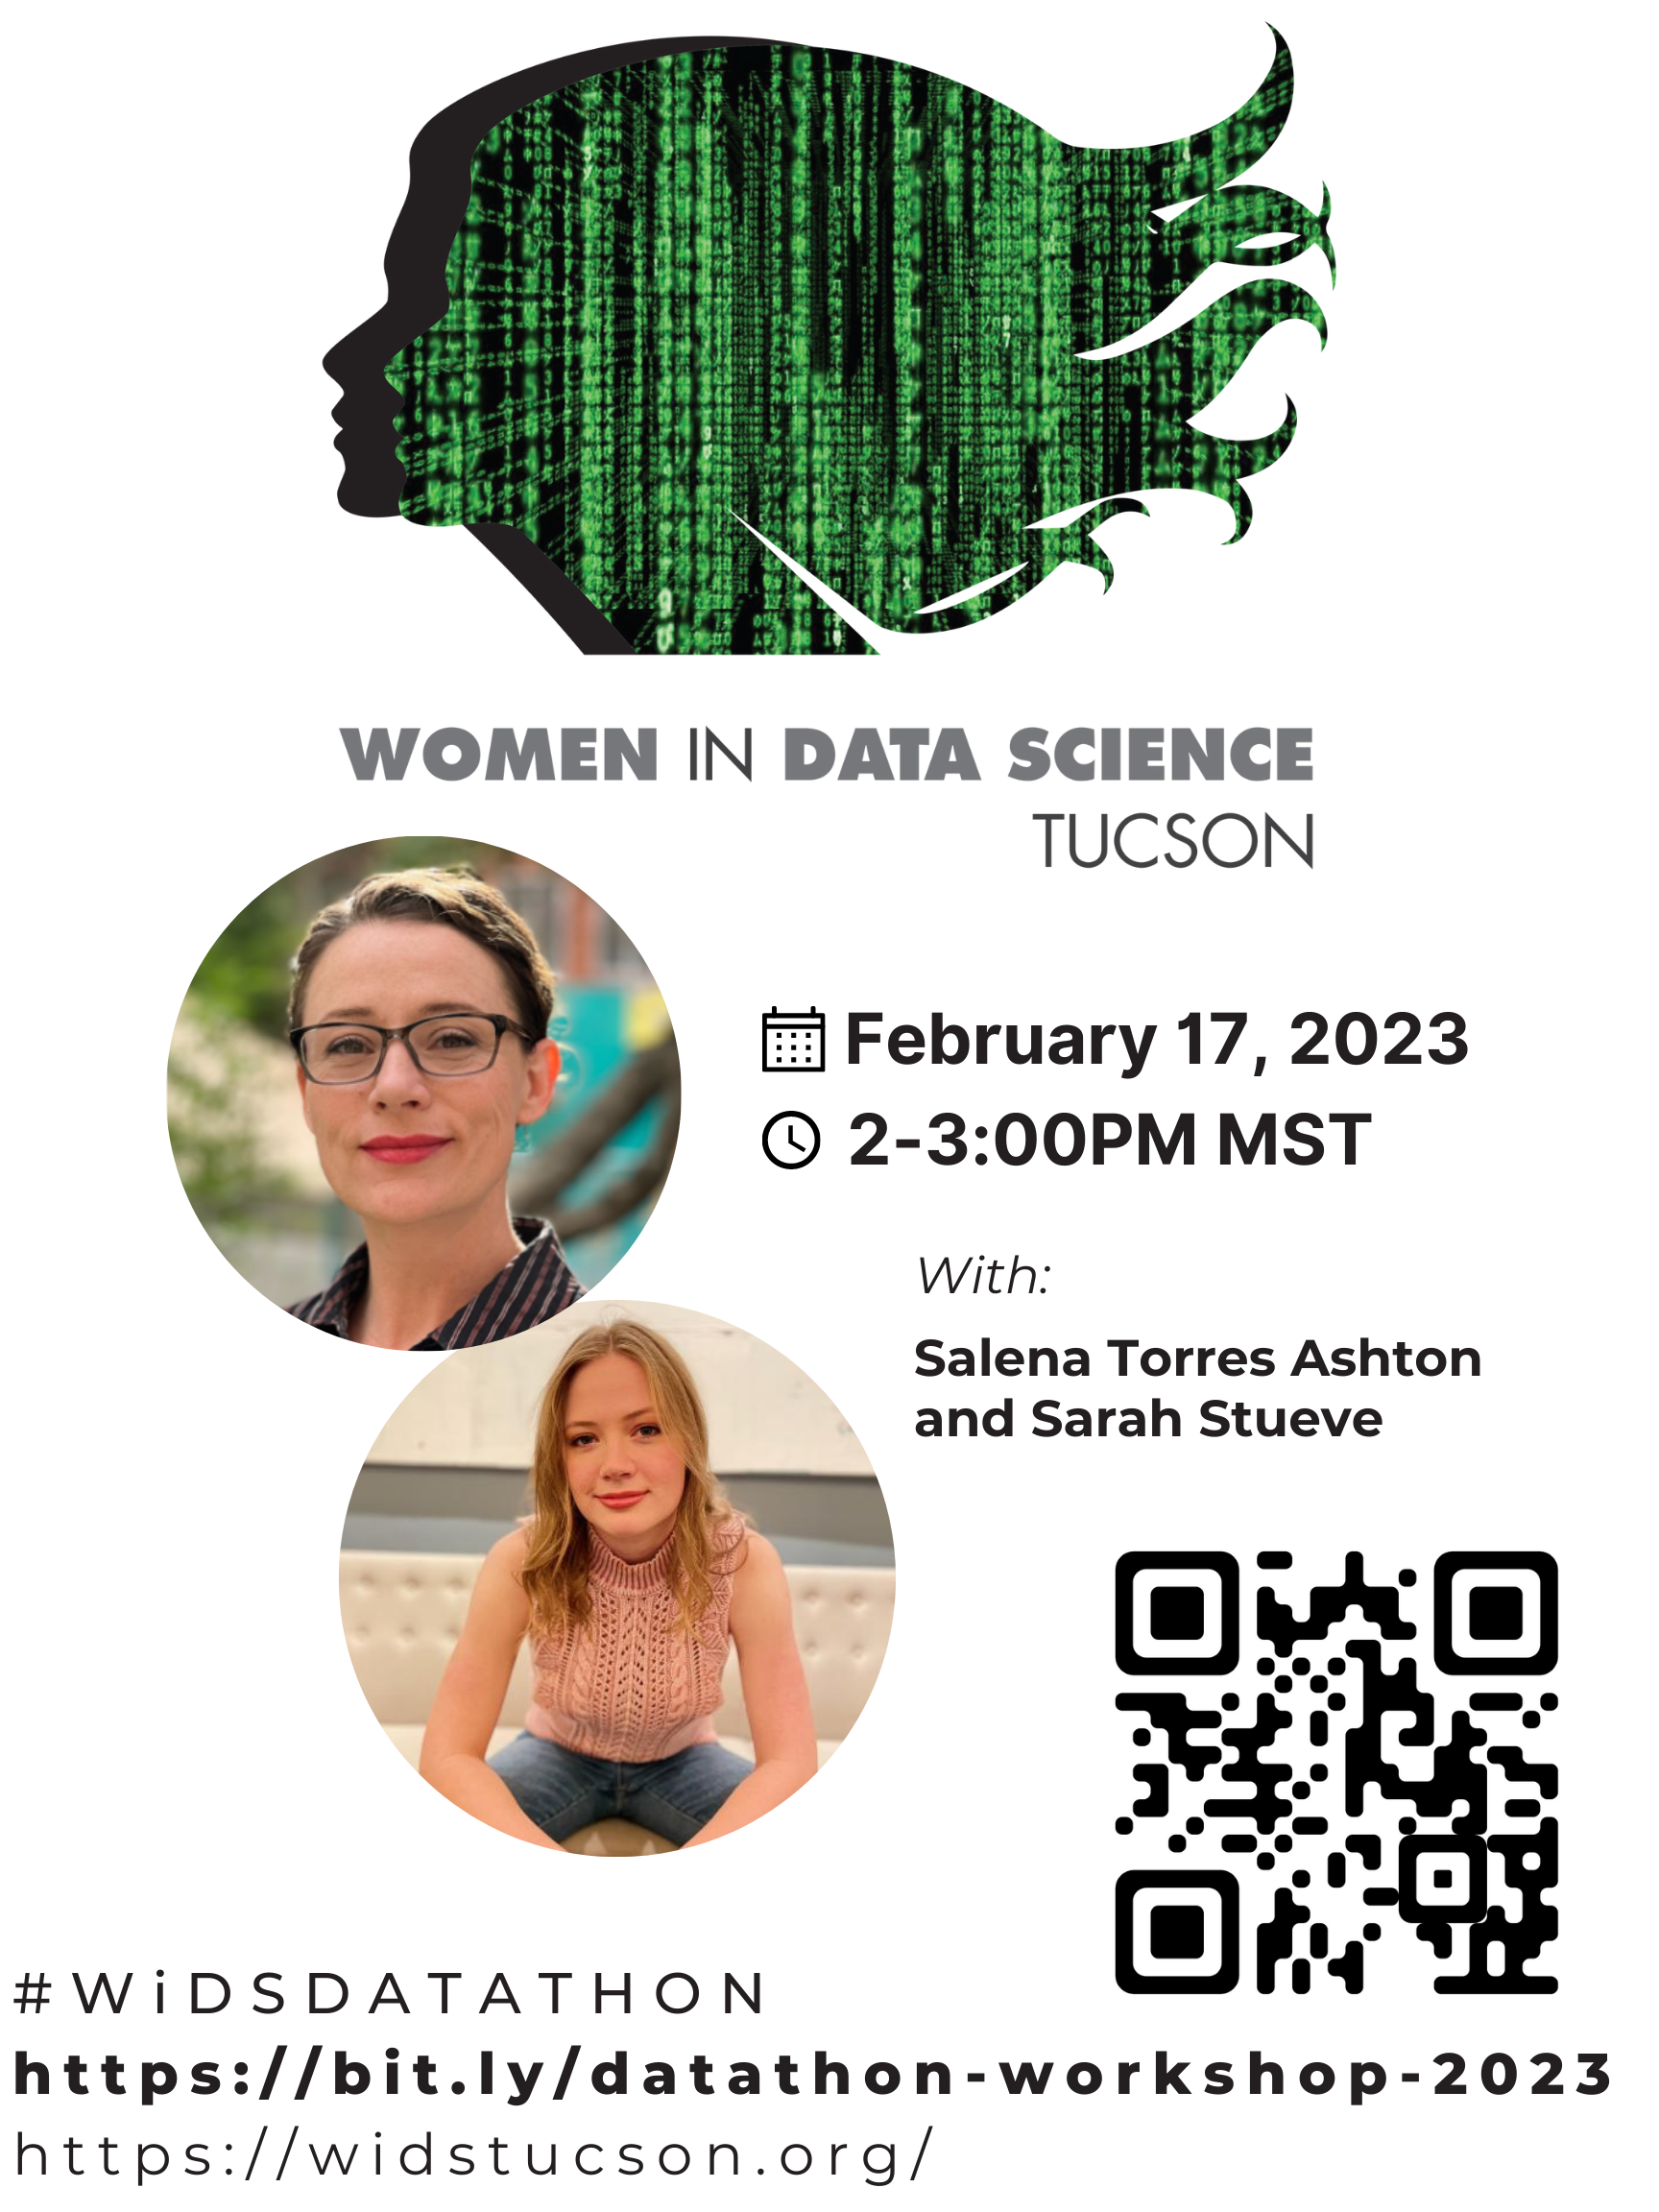 WOMEN IN DATA SCIENCE
TUCSON
February 17, 2023
2-3:00PM MST
With:
Salena Torres Ashton
and Sarah Stueve
#WiDSDATATHON
https://bit.ly/datathon-workshop-2023
https://widstucson.org/